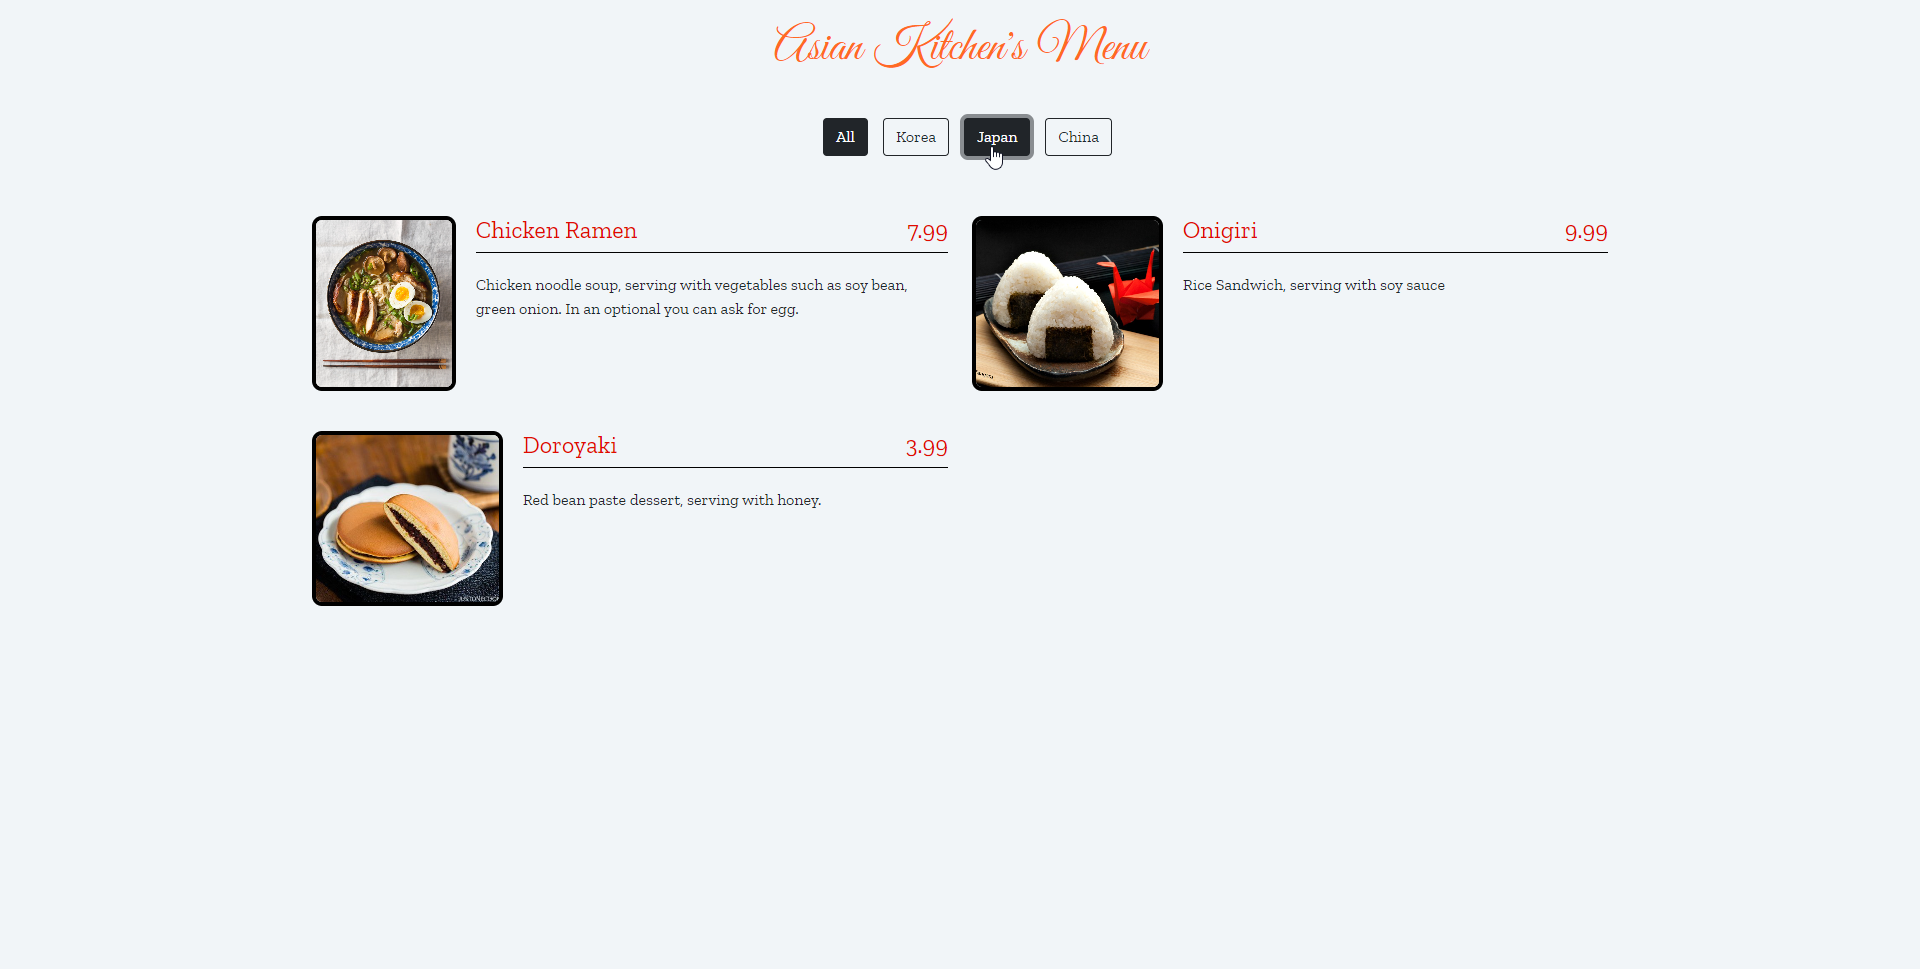 Asian Kitchen's Menu
All
Korea
Japan
China
Chicken Ramen 7.99
Chicken noodle soup, serving with vegetables such as soy bean,
green onion. In an optional you can ask for egg.
Onigiri 9.99
Rice Sandwich, serving with soy sauce
Doroyaki 3.99
Red bean paste dessert, serving with honey.